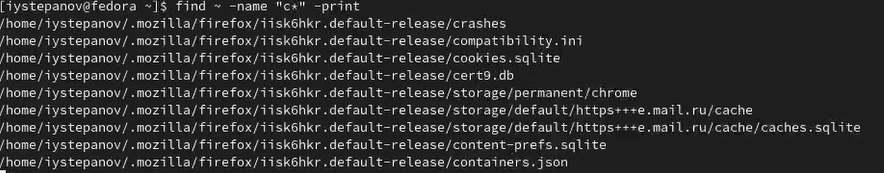 [iystepanov@fedora ~]$ find ~ -name "c*" -print
/home/iystepanov/.mozilla/firefox/iisk6hkr.default-release/crashes
/home/iystepanov/.mozilla/firefox/iisk6hkr.default-release/compatibility.ini
/home/iystepanov/.mozilla/firefox/iisk6hkr.default-release/cookies.sqlite
/home/iystepanov/.mozilla/firefox/iisk6hkr.default-release/cert9.db
/home/iystepanov/.mozilla/firefox/iisk6hkr.default-release/storage/permanent/chrome
/home/iystepanov/.mozilla/firefox/iisk6hkr.default-release/storage/default/https+++e.mail.ru/cache
/home/iystepanov/.mozilla/firefox/iisk6hkr.default-release/storage/default/https+++e.mail.ru/cache/caches.sqlite
/home/iystepanov/.mozilla/firefox/iisk6hkr.default-release/content-prefs.sqlite
/home/iystepanov/.mozilla/firefox/iisk6hkr.default-release/containers.json